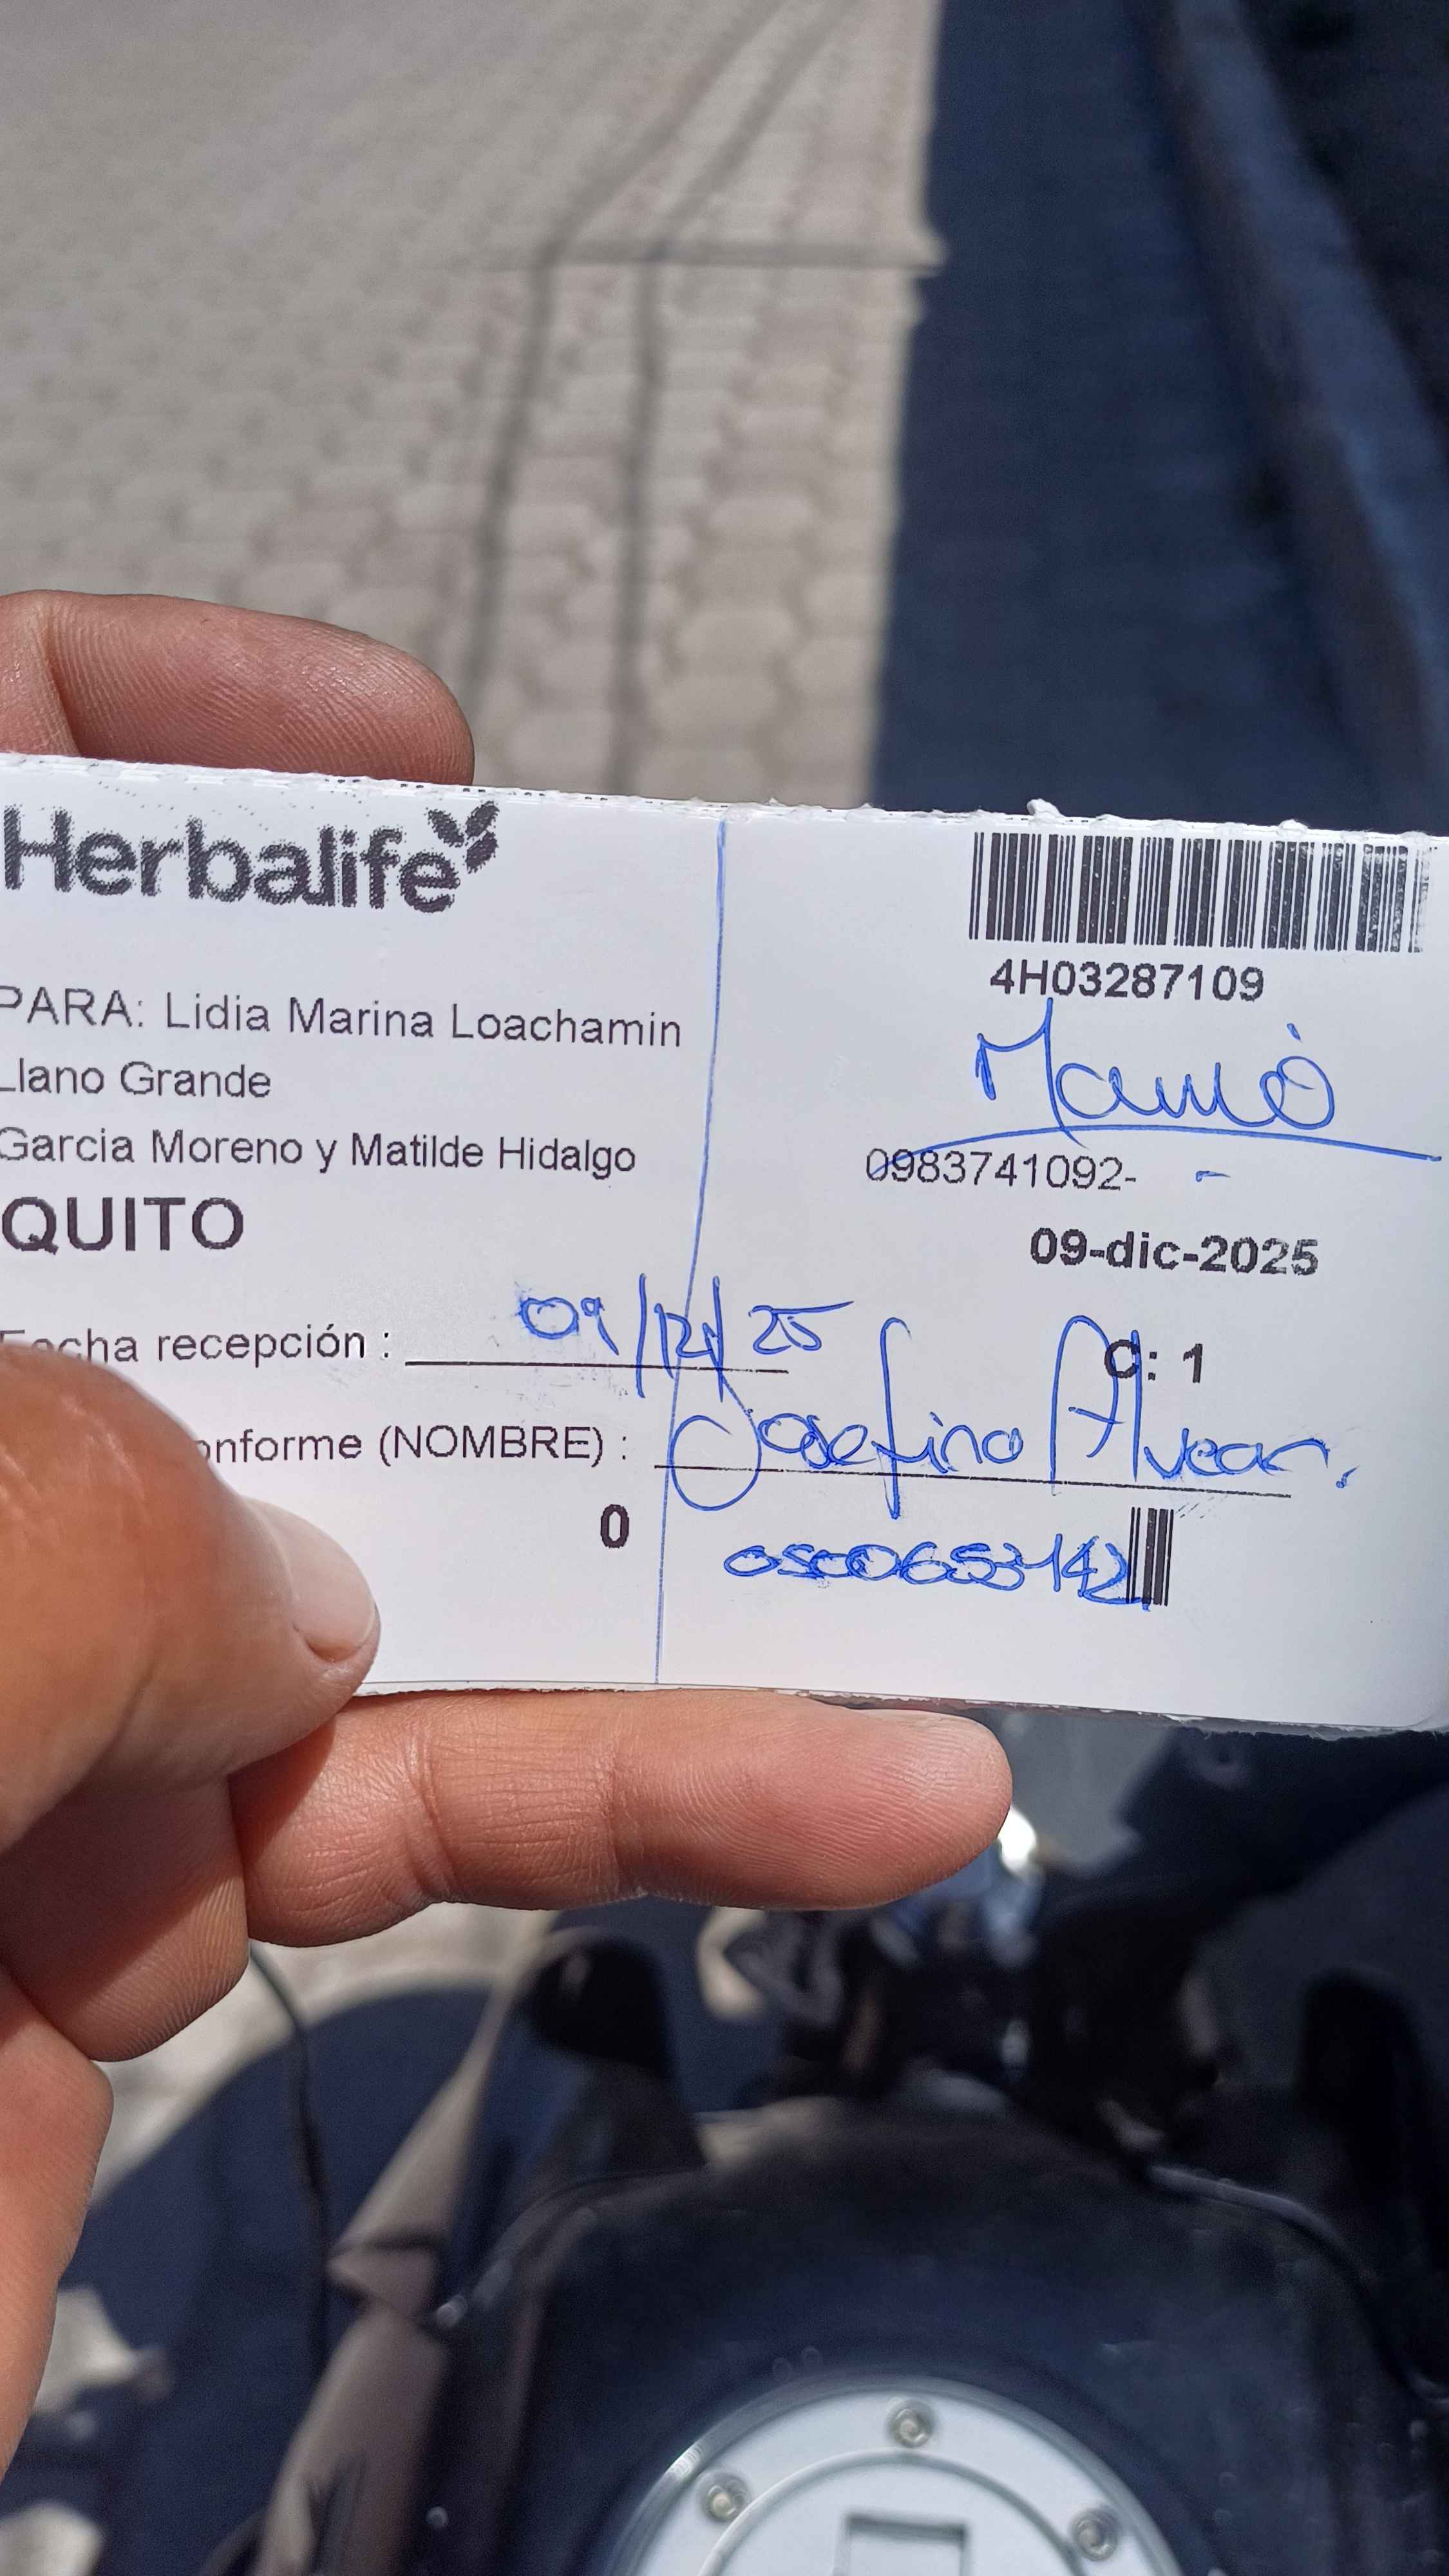 Herbalife
4H03287109
PARA: Lidia Marina Loachamin
Llano Grande
Mamá
Garcia Moreno y Matilde Hidalgo
0983741092- -
QUITO
09-dic-2025
Fecha recepción : 09/12/25
C: 1
onforme (NOMBRE) : Josefina Alvear.
0